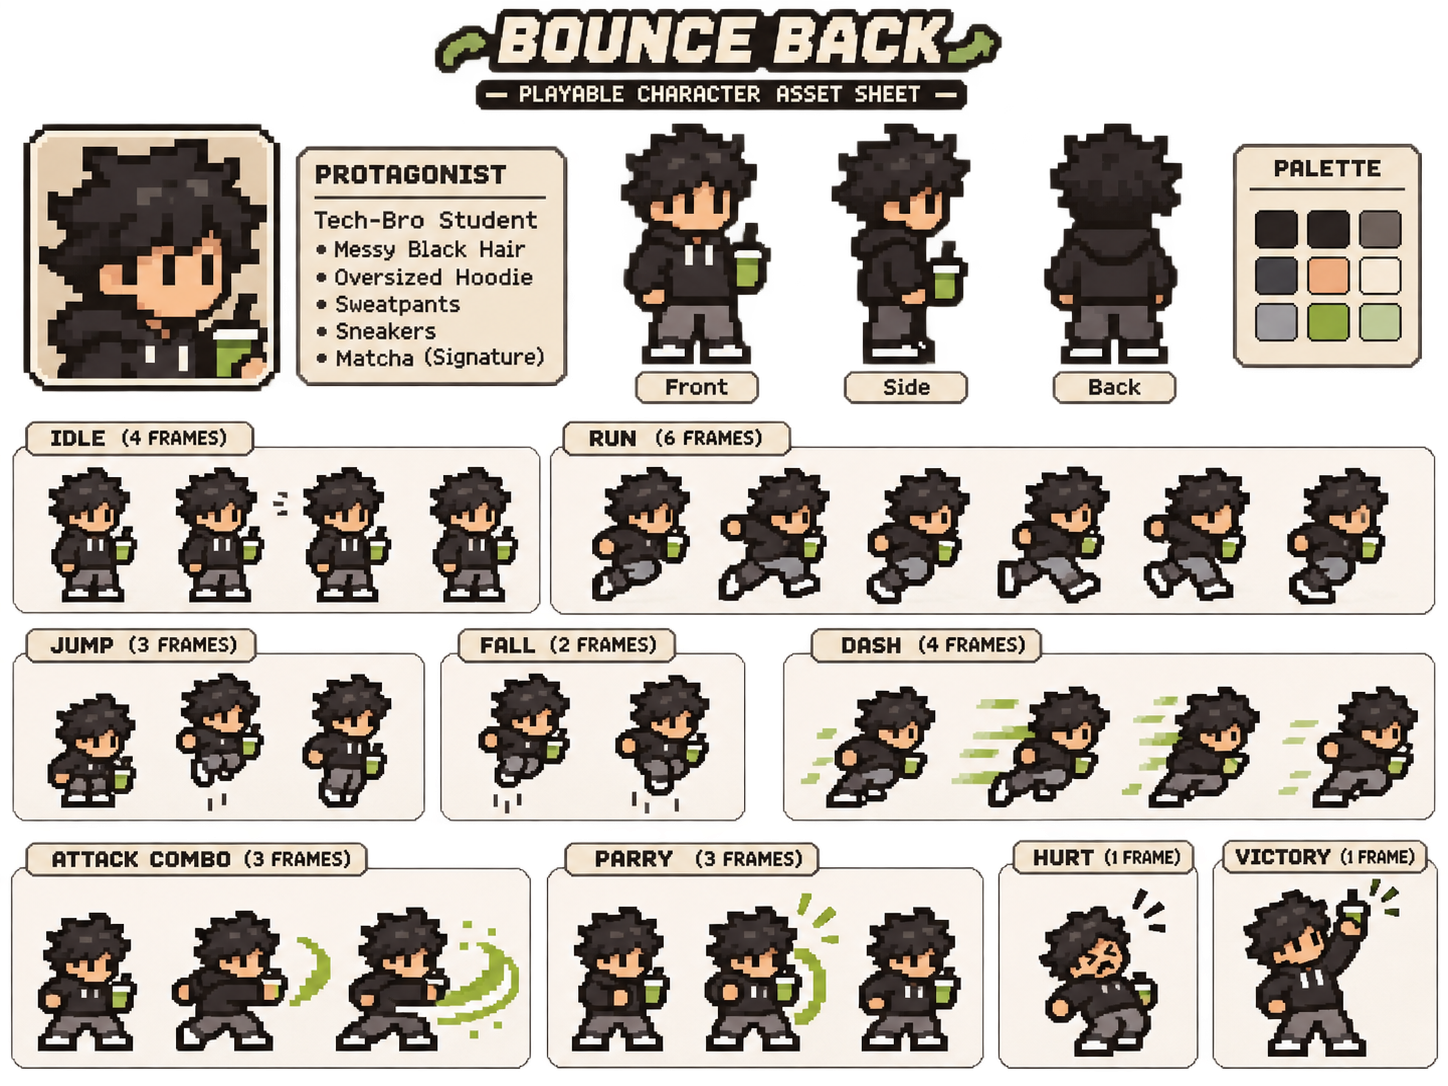 BOUNCE BACK
— PLAYABLE CHARACTER ASSET SHEET —
PROTAGONIST
Tech-Bro Student
• Messy Black Hair
• Oversized Hoodie
• Sweatpants
• Sneakers
• Matcha (Signature)
Front
Side
Back
PALETTE
IDLE (4 FRAMES)
RUN (6 FRAMES)
JUMP (3 FRAMES)
FALL (2 FRAMES)
DASH (4 FRAMES)
ATTACK COMBO (3 FRAMES)
PARRY (3 FRAMES)
HURT (1 FRAME)
VICTORY (1 FRAME)